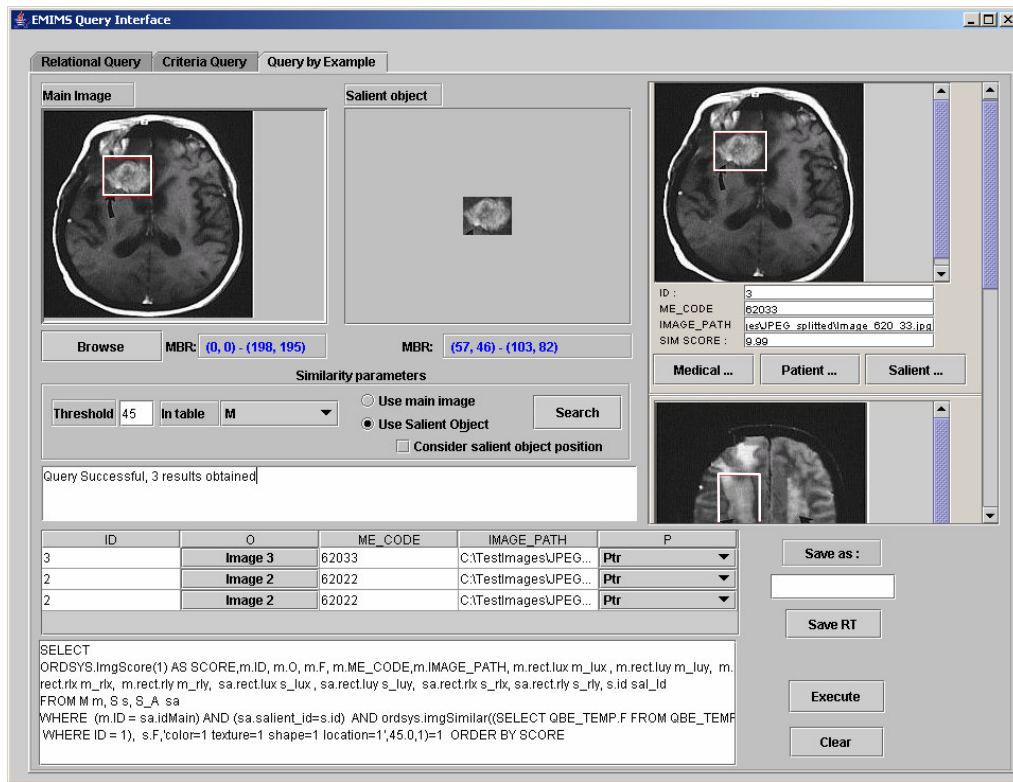 EMIMS Query Interface
Relational Query Criteria Query Query by Example
Main Image Salient object
ID : 3
ME_CODE 62033
IMAGE_PATH es\JPEG_splitted\Image_620_33.jpg
SIM SCORE : 9.99
Browse MBR: (0, 0) - (198, 195) MBR: (57, 46) - (103, 82)
Medical ... Patient ... Salient ...
Similarity parameters
Threshold 45 In table M
Use main image
Use Salient Object
Consider salient object position
Search
Query Successful, 3 results obtained
ID O ME_CODE IMAGE_PATH P
3 Image 3 62033 C:\TestImages\JPEG... Ptr
2 Image 2 62022 C:\TestImages\JPEG... Ptr
2 Image 2 62022 C:\TestImages\JPEG... Ptr
Save as :
Save RT
SELECT
ORDSYS.ImgScore(1) AS SCORE,m.ID, m.O, m.F, m.ME_CODE,m.IMAGE_PATH, m.rect.lux m_lux , m.rect.luy m_luy, m.
rect.rlx m_rlx, m.rect.rly m_rly, sa.rect.lux s_lux , sa.rect.luy s_luy, sa.rect.rlx s_rlx, sa.rect.rly s_rly, s.id sal_Id
FROM M m, S s, S_A sa
WHERE (m.ID = sa.idMain) AND (sa.salient_id=s.id) AND ordsys.imgSimilar((SELECT QBE_TEMP.F FROM QBE_TEMP
WHERE ID = 1), s.F,'color=1 texture=1 shape=1 location=1',45.0,1)=1 ORDER BY SCORE
Execute
Clear